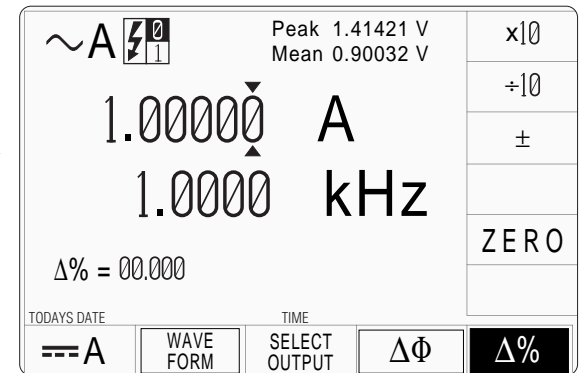 ∼A 0 1
Peak 1.41421 V
Mean 0.90032 V
1.00000 A
1.0000 kHz
Δ% = 00.000
TODAYS DATE TIME
x10
÷10
±
ZERO
A
WAVE FORM
SELECT OUTPUT
ΔΦ
Δ%